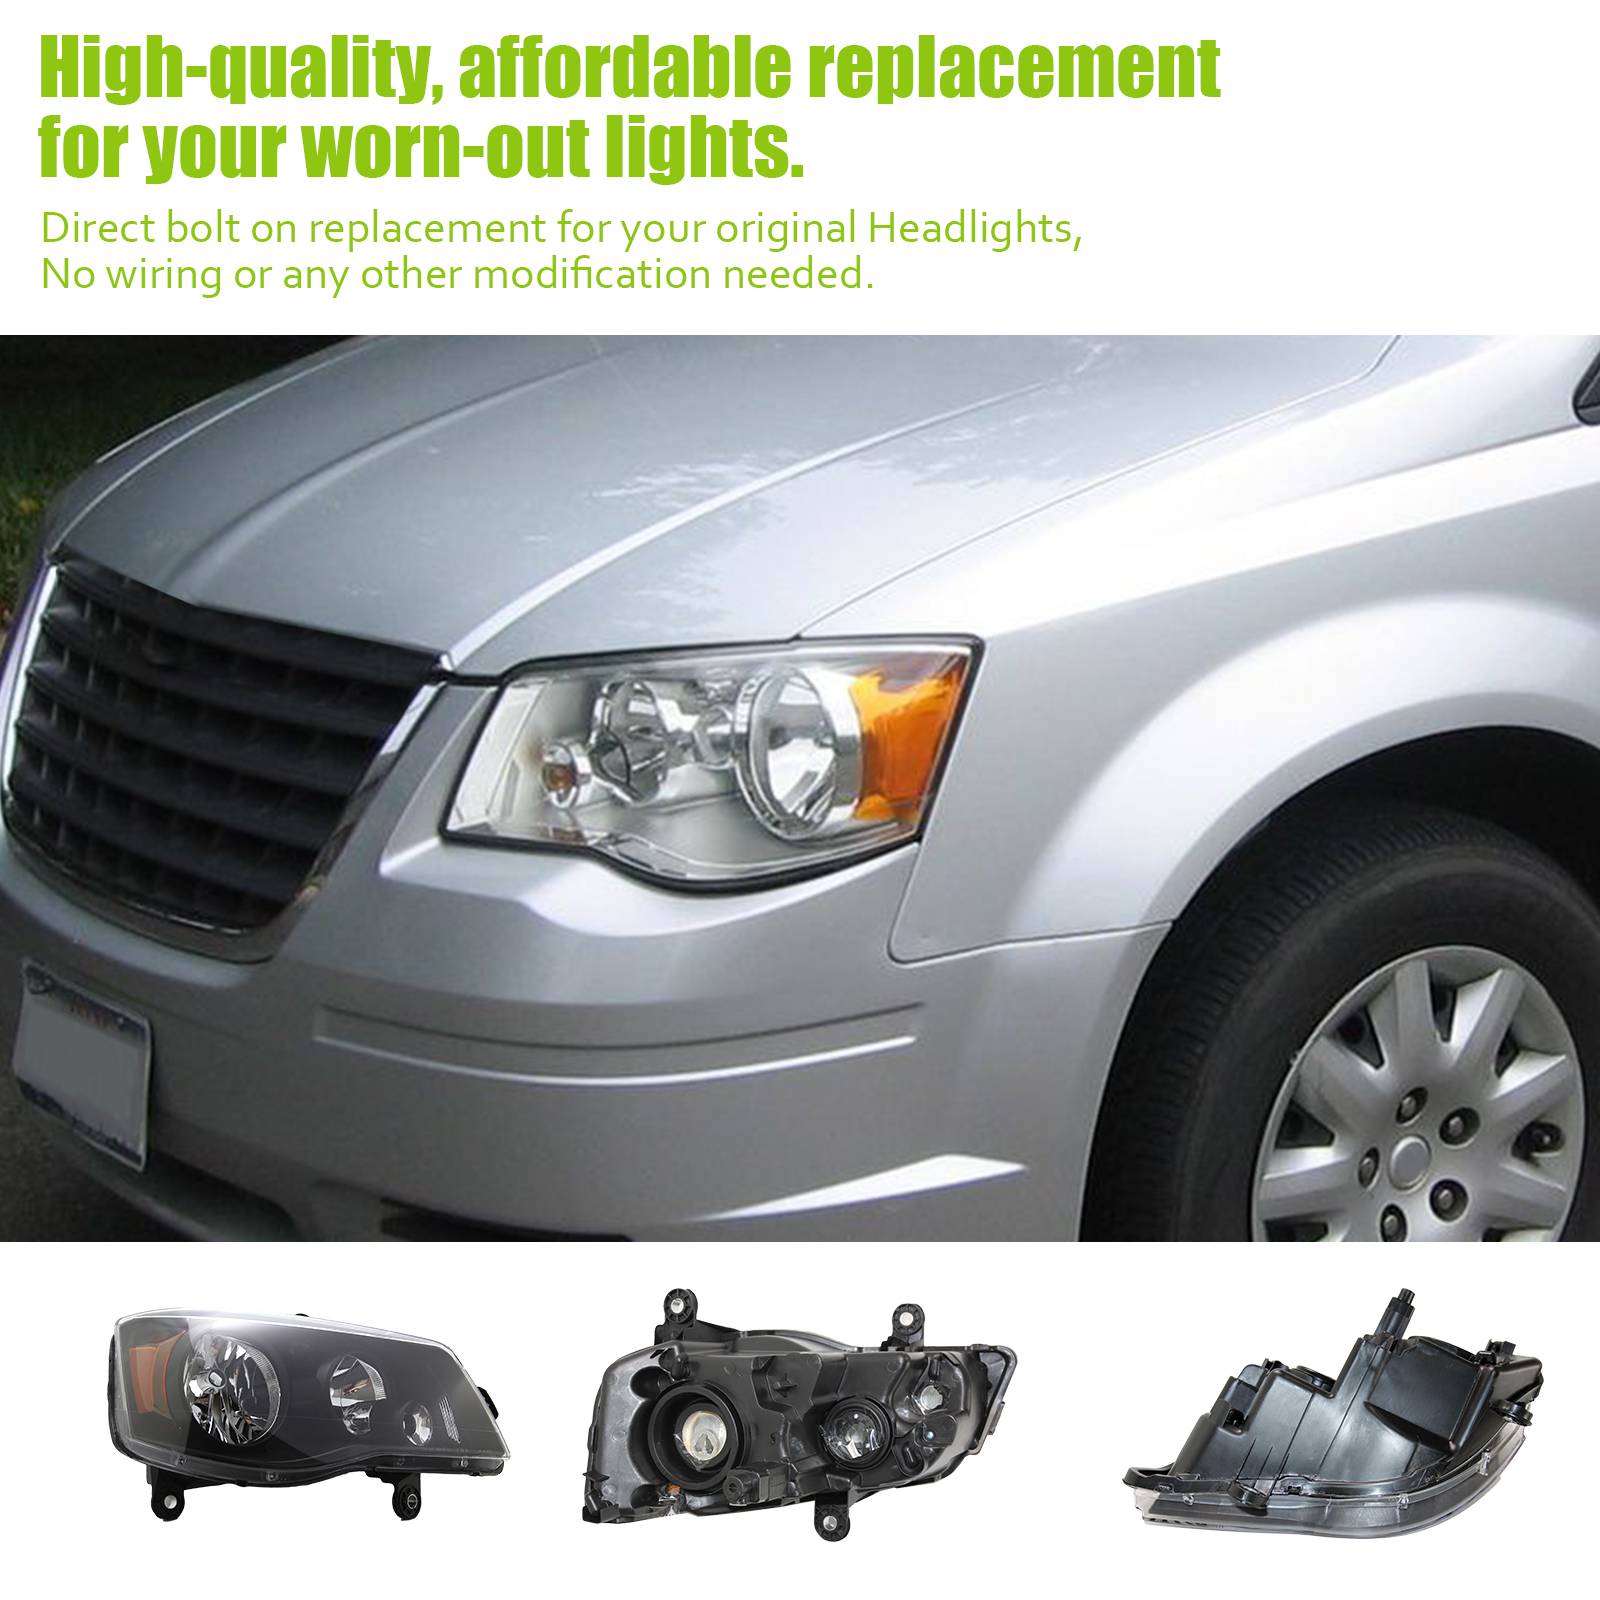 High-quality, affordable replacement
for your worn-out lights.
Direct bolt on replacement for your original Headlights,
No wiring or any other modification needed.